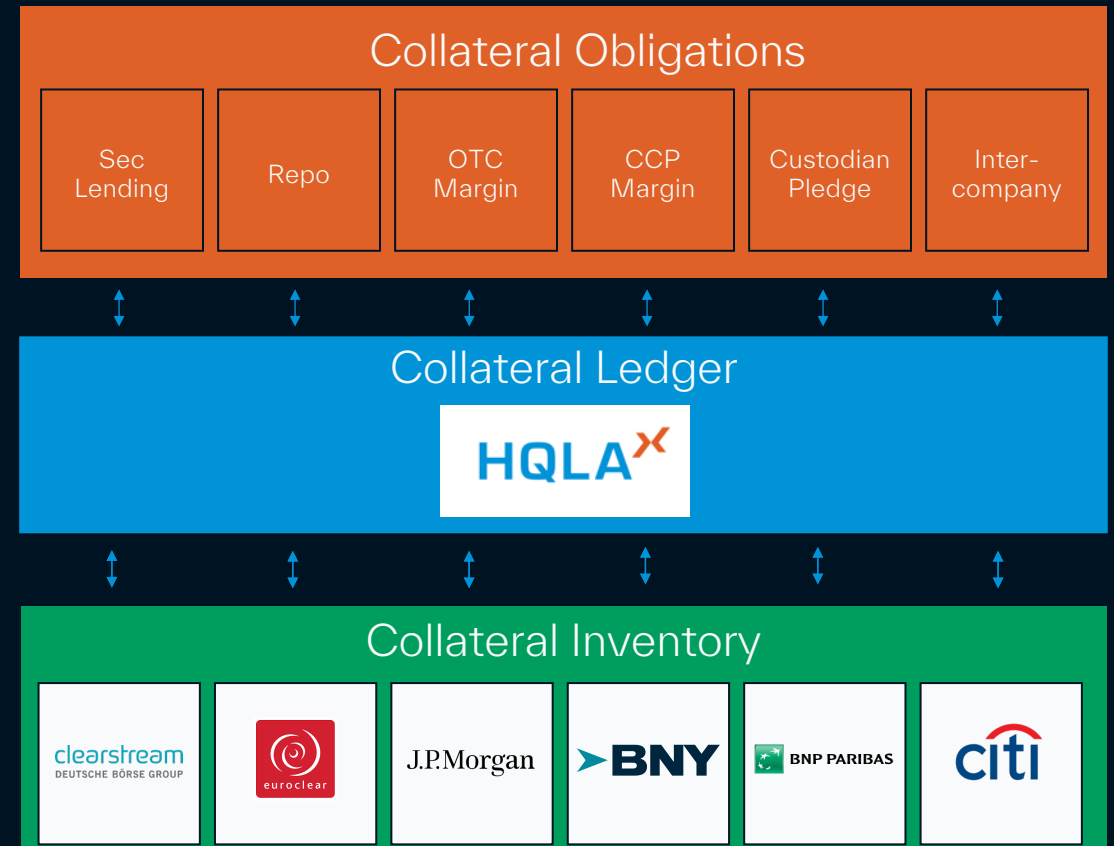 Collateral Obligations
Sec
Lending
Repo
OTC
Margin
CCP
Margin
Custodian
Pledge
Inter-
company
Collateral Ledger
HQLAX
Collateral Inventory
clearstream
DEUTSCHE BÖRSE GROUP
euroclear
J.P.Morgan
BNY
BNP PARIBAS
citi